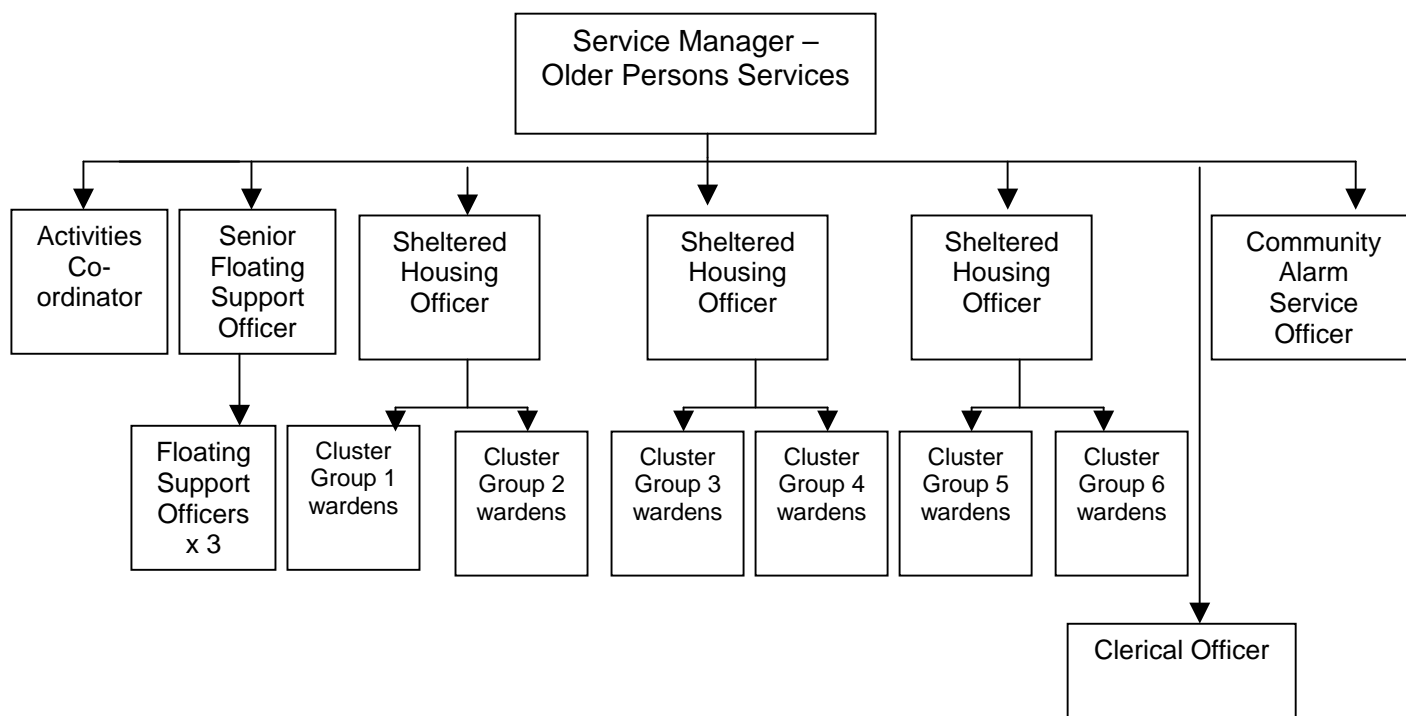 Service Manager –
Older Persons Services
Activities
Co-
ordinator
Senior
Floating
Support
Officer
Sheltered
Housing
Officer
Sheltered
Housing
Officer
Sheltered
Housing
Officer
Community
Alarm
Service
Officer
Floating
Support
Officers
x 3
Cluster
Group 1
wardens
Cluster
Group 2
wardens
Cluster
Group 3
wardens
Cluster
Group 4
wardens
Cluster
Group 5
wardens
Cluster
Group 6
wardens
Clerical Officer